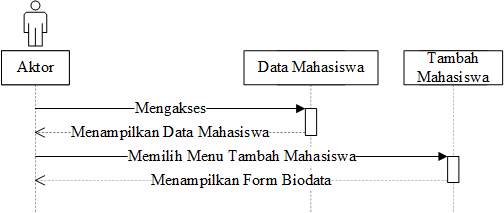 Aktor
Data Mahasiswa
Tambah
Mahasiswa
Mengakses
Menampilkan Data Mahasiswa
Memilih Menu Tambah Mahasiswa
Menampilkan Form Biodata